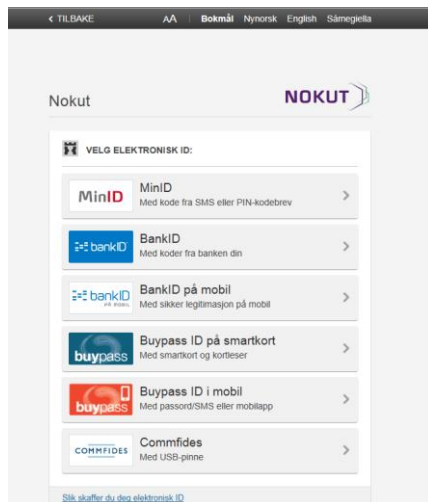 < TILBAKE AA Bokmål Nynorsk English Sámegiella
Nokut NOKUT
VELG ELEKTRONISK ID:
MinID MinID
Med kode fra SMS eller PIN-kodebrev
bankID BankID
Med koder fra banken din
bankID BankID på mobil
PÅ MOBIL Med sikker legitimasjon på mobil
buypass Buypass ID på smartkort
Med smartkort og kortleser
buypass Buypass ID i mobil
Med passord/SMS eller mobilapp
COMMFIDES Commfides
Med USB-pinne
Slik skaffer du deg elektronisk ID